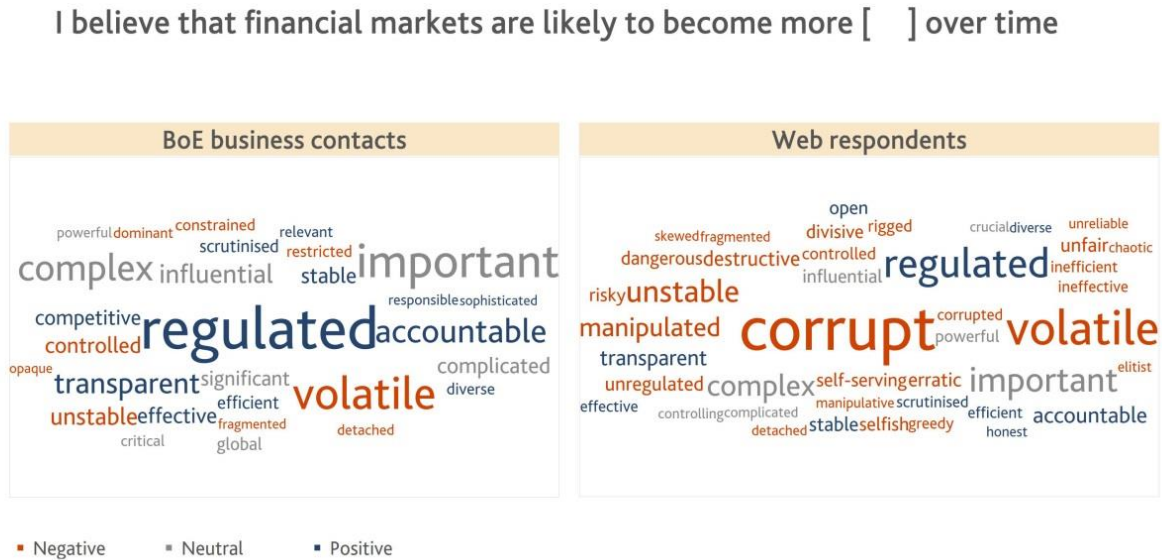 I believe that financial markets are likely to become more [ ] over time
BoE business contacts
powerful dominant constrained relevant
scrutinised restricted
complex influential stable important
responsible sophisticated
competitive regulated accountable
controlled
opaque complicated
transparent significant volatile diverse
efficient
unstable effective fragmented detached
critical global
Web respondents
open
skewed fragmented divisive rigged crucial diverse unreliable
dangerous destructive controlled unfair chaotic
influential regulated inefficient
risky unstable ineffective
manipulated corrupt corrupted volatile
powerful
transparent elitist
unregulated complex self-serving erratic important
effective manipulative scrutinised efficient accountable
controlling complicated
detached stable selfish greedy honest
Negative Neutral Positive